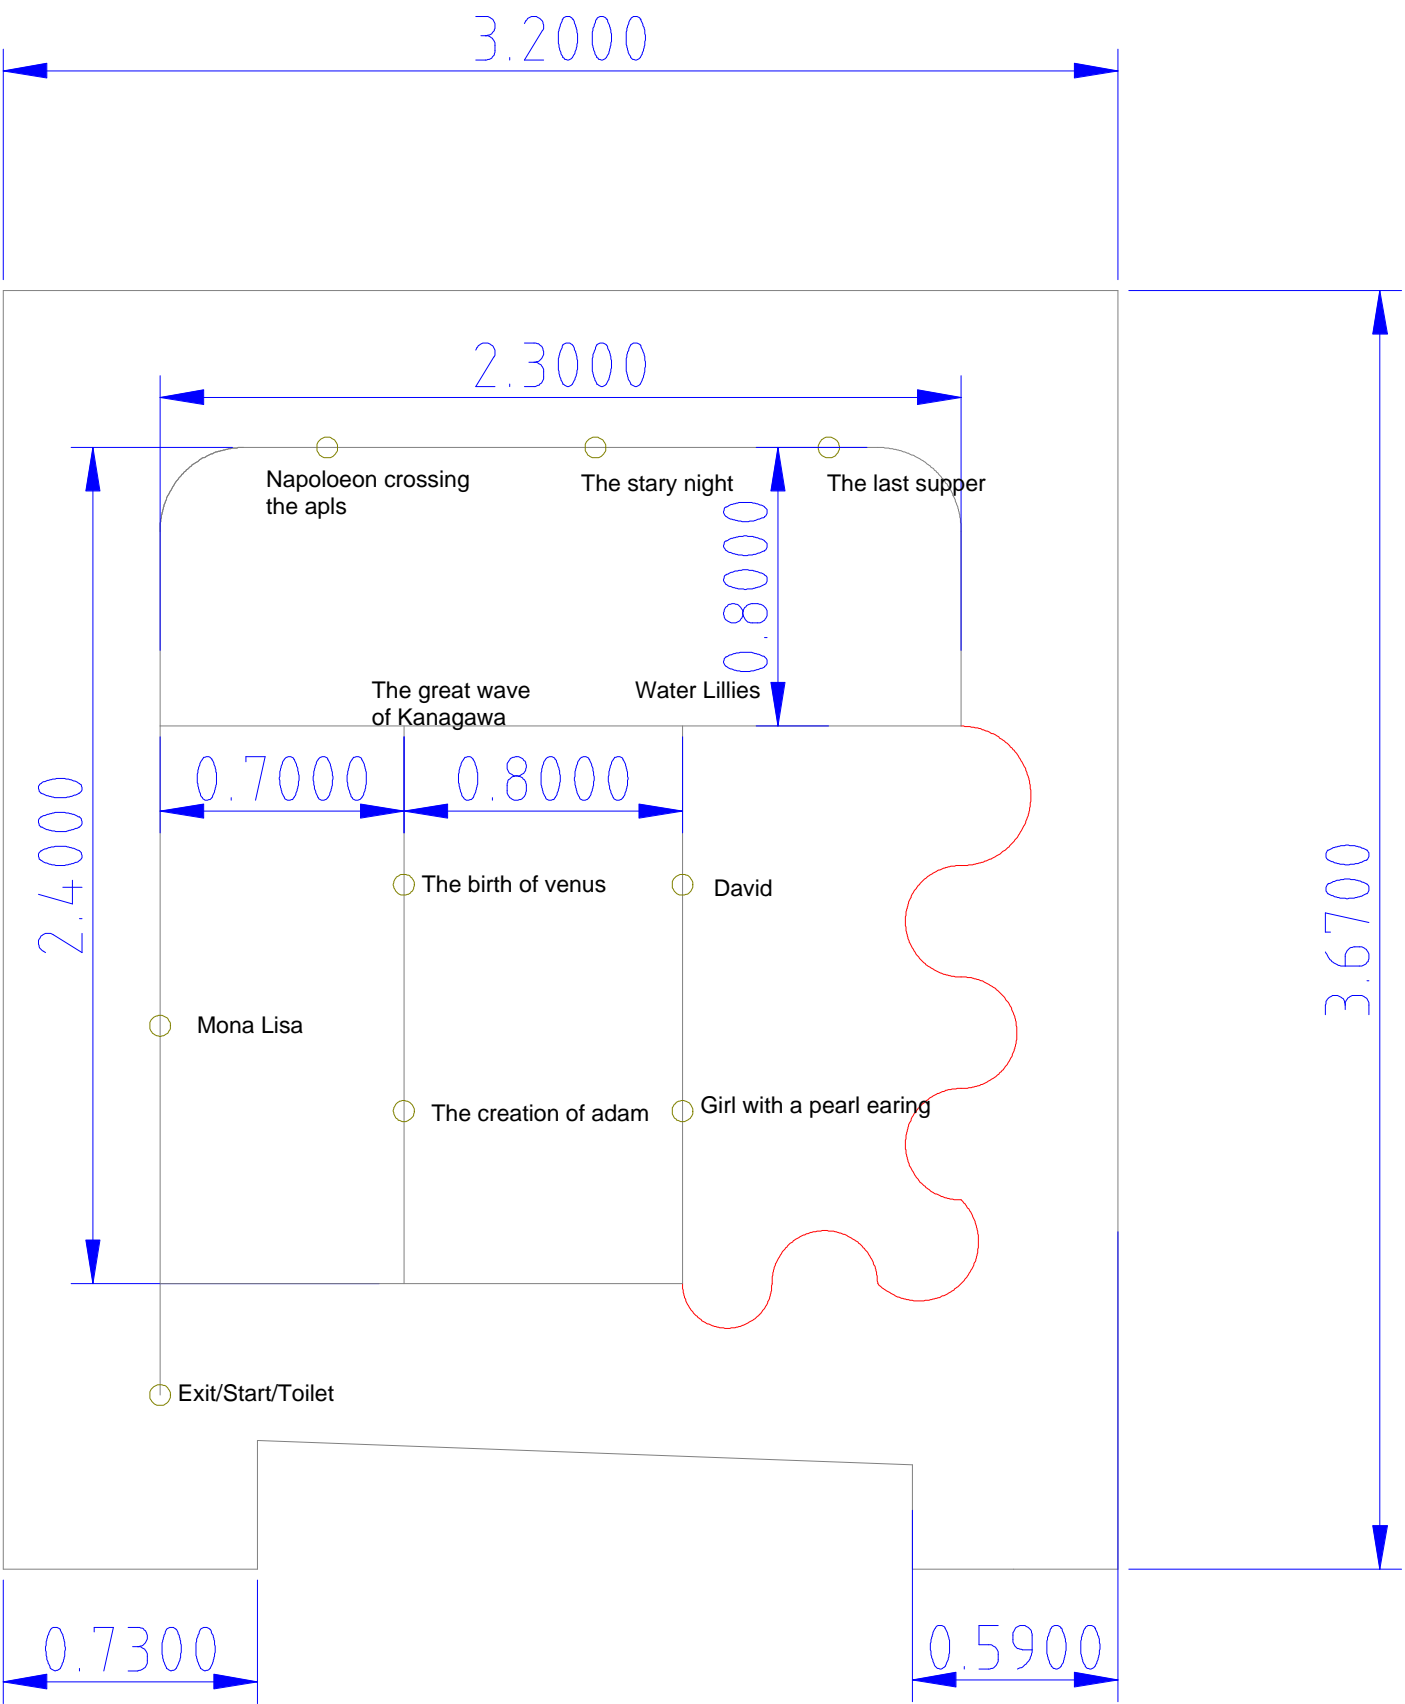 3.2000
2.3000
Napoloeon crossing
the apls
The stary night
The last supper
0.8000
The great wave
of Kanagawa
Water Lillies
0.7000
0.8000
2.4000
3.6700
The birth of venus
David
Mona Lisa
The creation of adam
Girl with a pearl earing
Exit/Start/Toilet
0.7300
0.5900